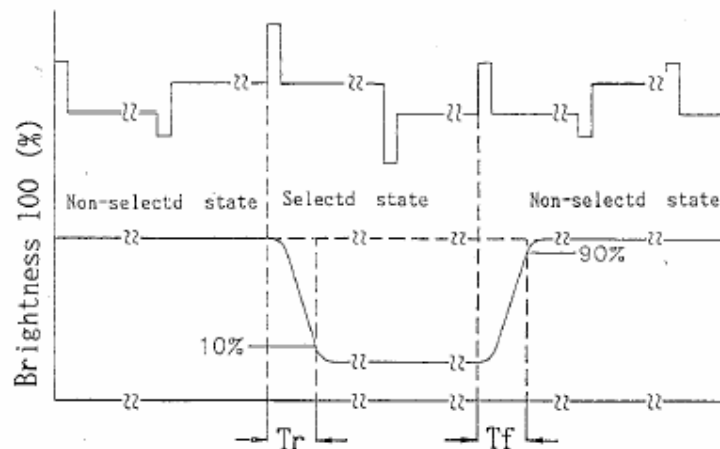 Brightness 100 (%)
Non-selectd state
Selectd state
Non-selectd state
90%
10%
Tr
Tf